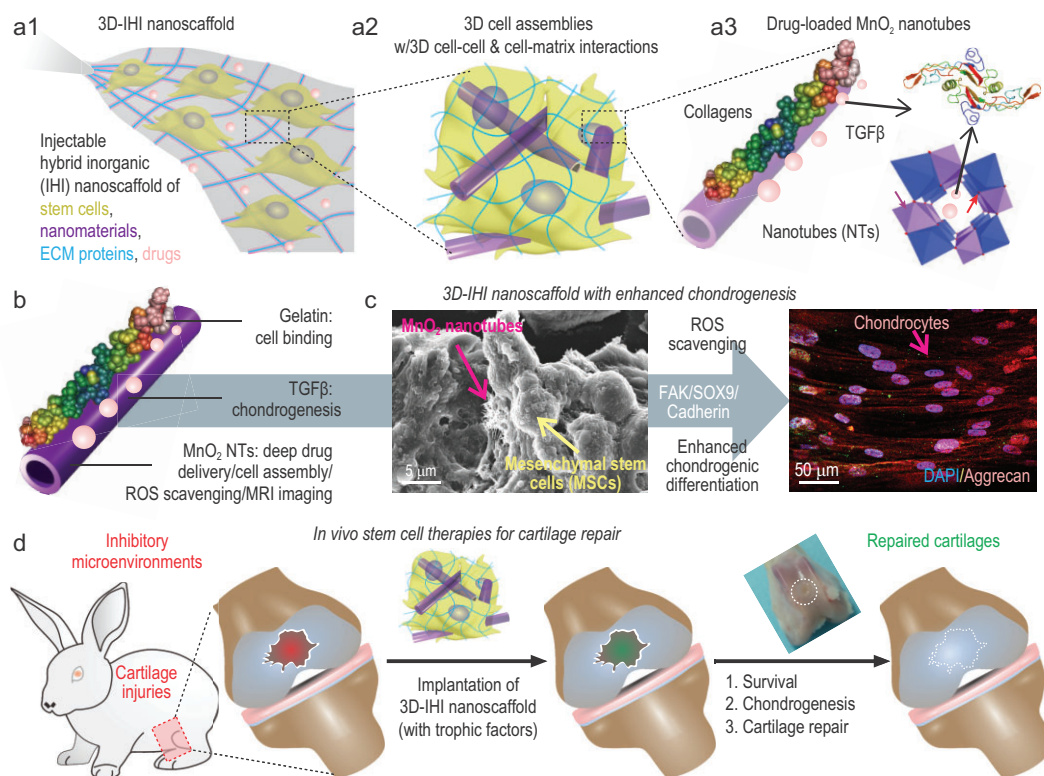 a1
3D-IHI nanoscaffold
Injectable
hybrid inorganic
(IHI) nanoscaffold of
stem cells,
nanomaterials,
ECM proteins, drugs
a2
3D cell assemblies
w/3D cell-cell & cell-matrix interactions
a3
Drug-loaded MnO₂ nanotubes
Collagens
TGFβ
Nanotubes (NTs)
b
Gelatin:
cell binding
TGFβ:
chondrogenesis
MnO₂ NTs: deep drug
delivery/cell assembly/
ROS scavenging/MRI imaging
c
3D-IHI nanoscaffold with enhanced chondrogenesis
MnO₂ nanotubes
5 μm
Mesenchymal stem
cells (MSCs)
ROS
scavenging
FAK/SOX9/
Cadherin
Enhanced
chondrogenic
differentiation
Chondrocytes
50 μm
DAPI/Aggrecan
d
In vivo stem cell therapies for cartilage repair
Inhibitory
microenvironments
Cartilage
injuries
Implantation of
3D-IHI nanoscaffold
(with trophic factors)
1. Survival
2. Chondrogenesis
3. Cartilage repair
Repaired cartilages